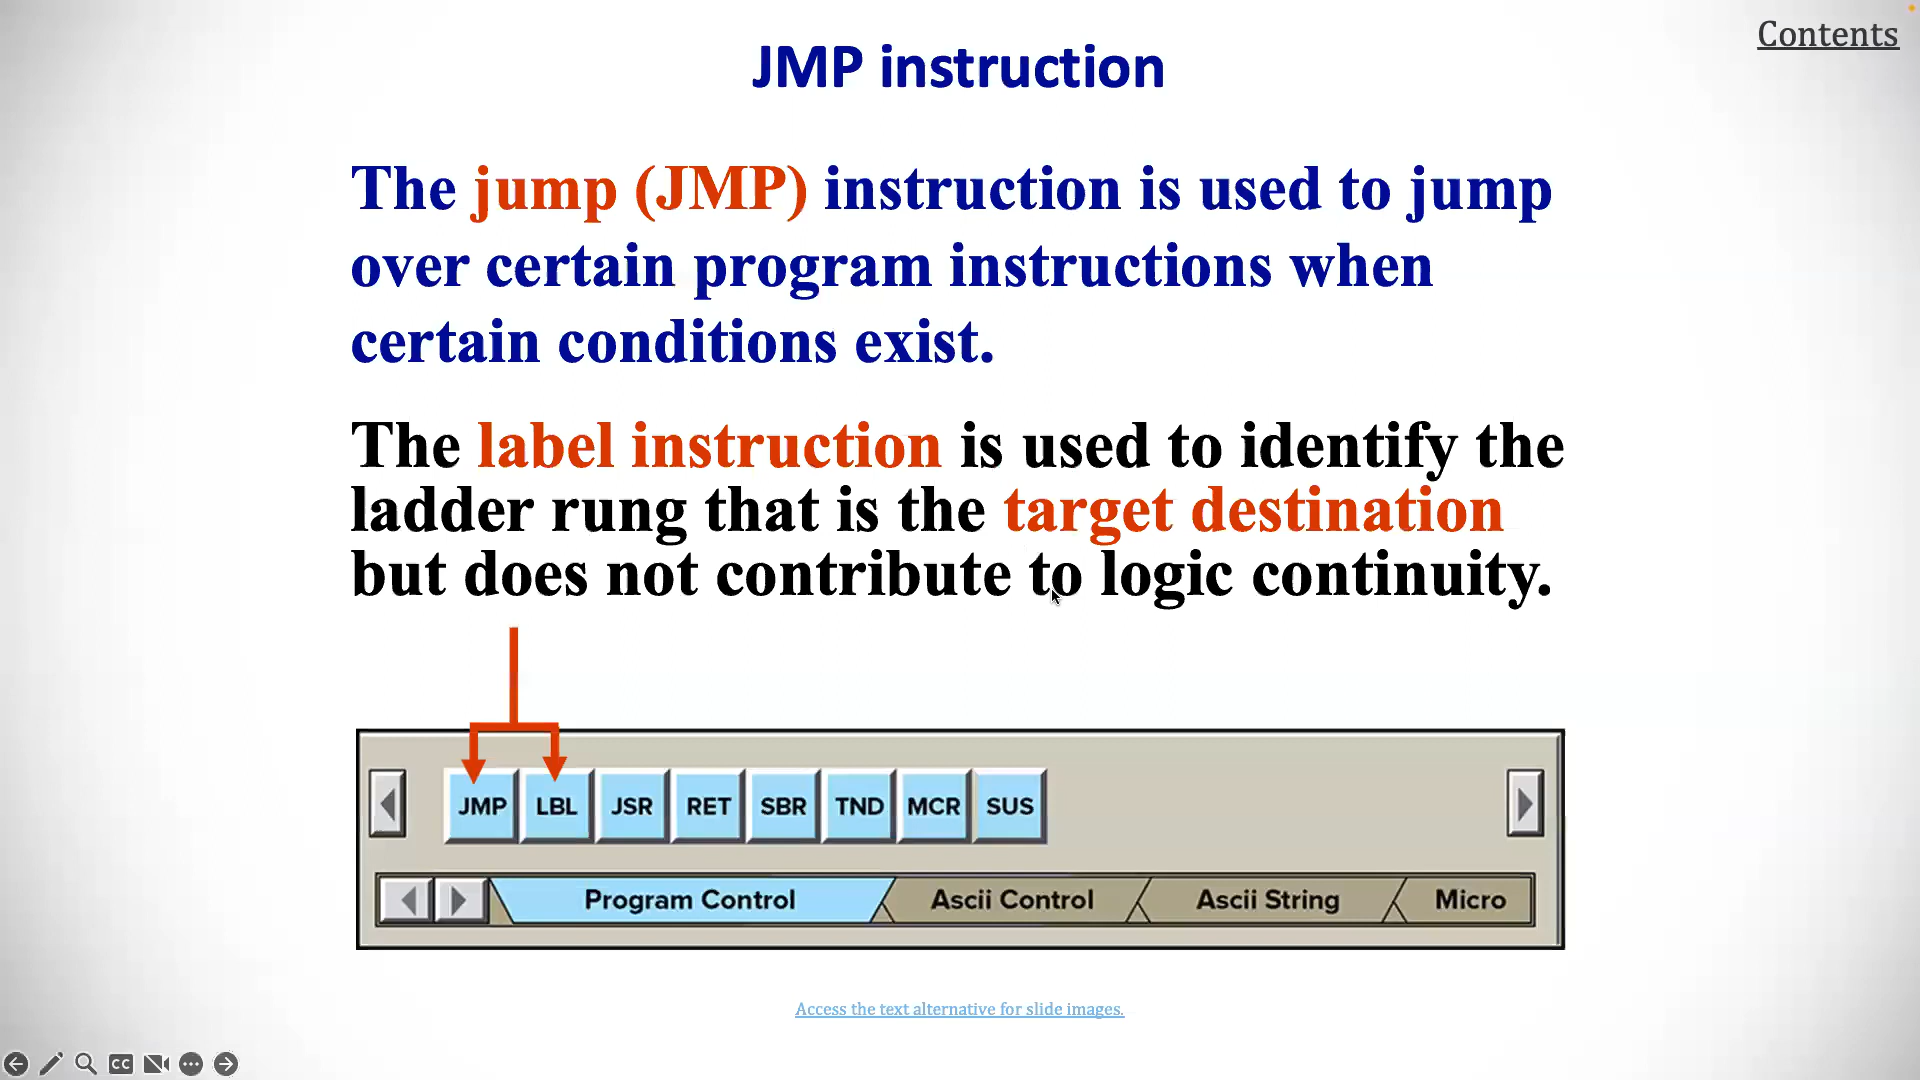 Contents
JMP instruction
The jump (JMP) instruction is used to jump
over certain program instructions when
certain conditions exist.
The label instruction is used to identify the
ladder rung that is the target destination
but does not contribute to logic continuity.
JMP LBL JSR RET SBR TND MCR SUS
Program Control Ascii Control Ascii String Micro
Access the text alternative for slide images.
CC